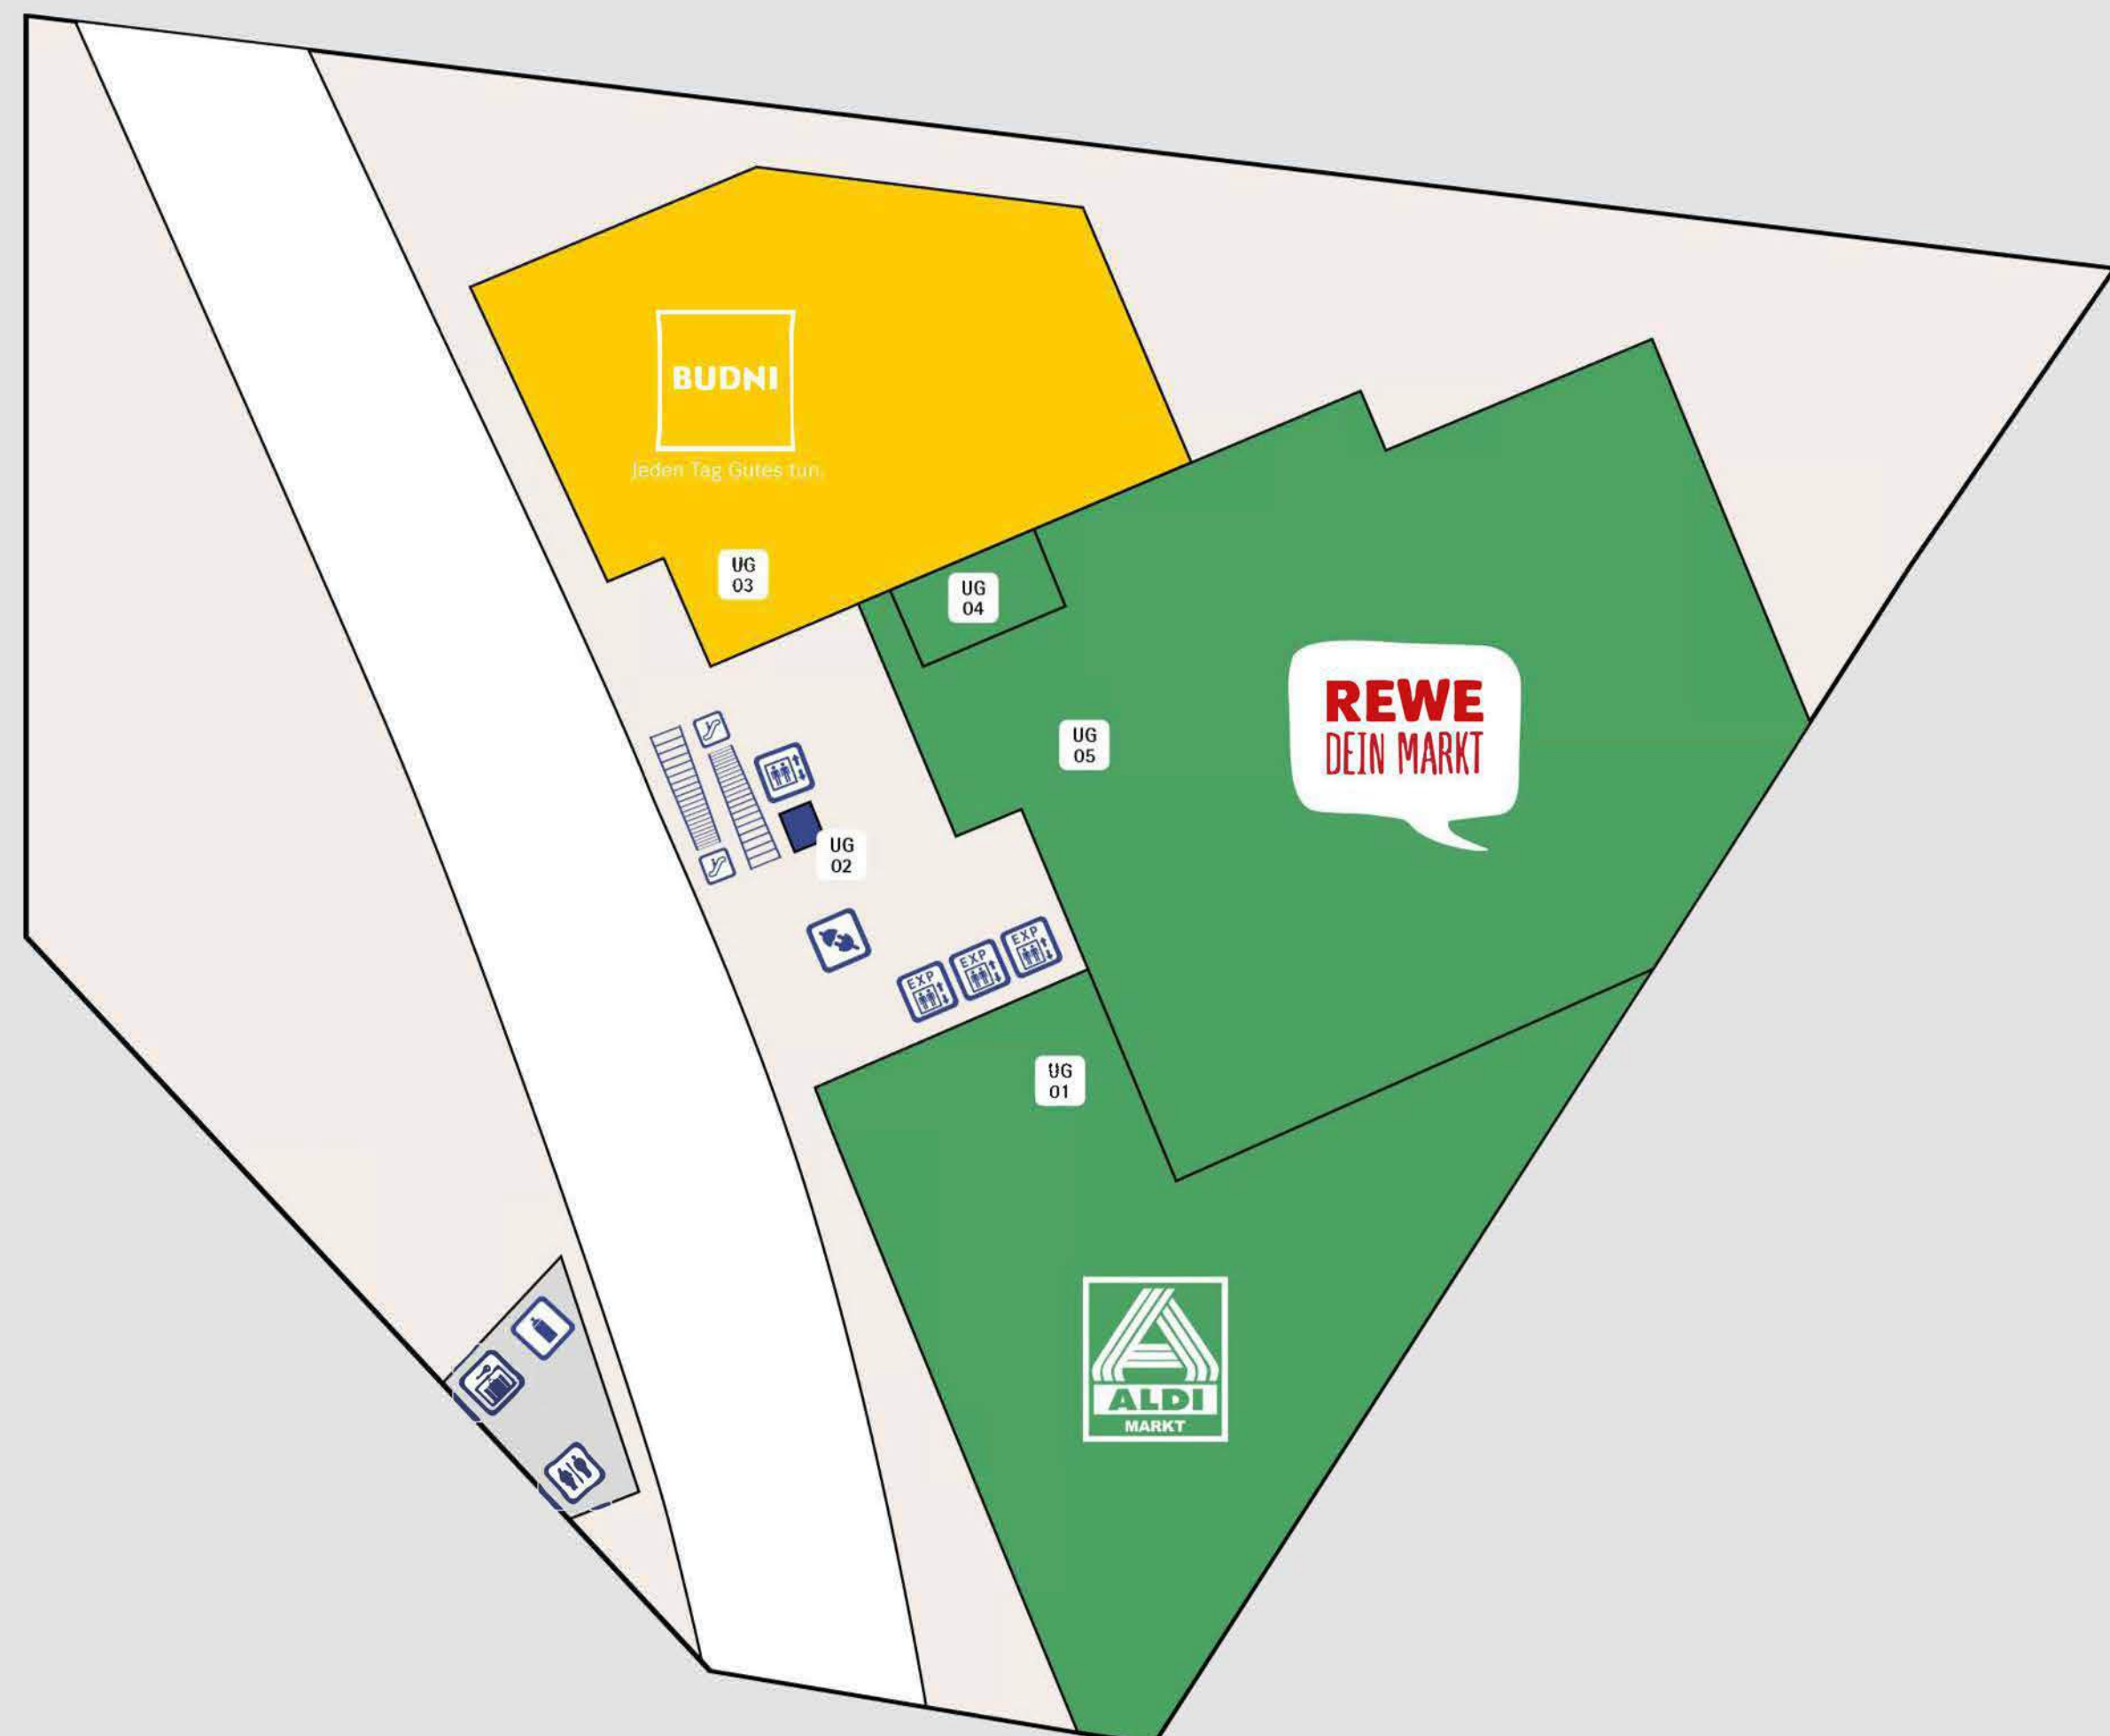 BUDNI
Jeden Tag Gutes tun.
UG
03
UG
04
REWE
DEIN MARKT
UG
05
UG
02
EXP
EXP
EXP
UG
01
ALDI
MARKT